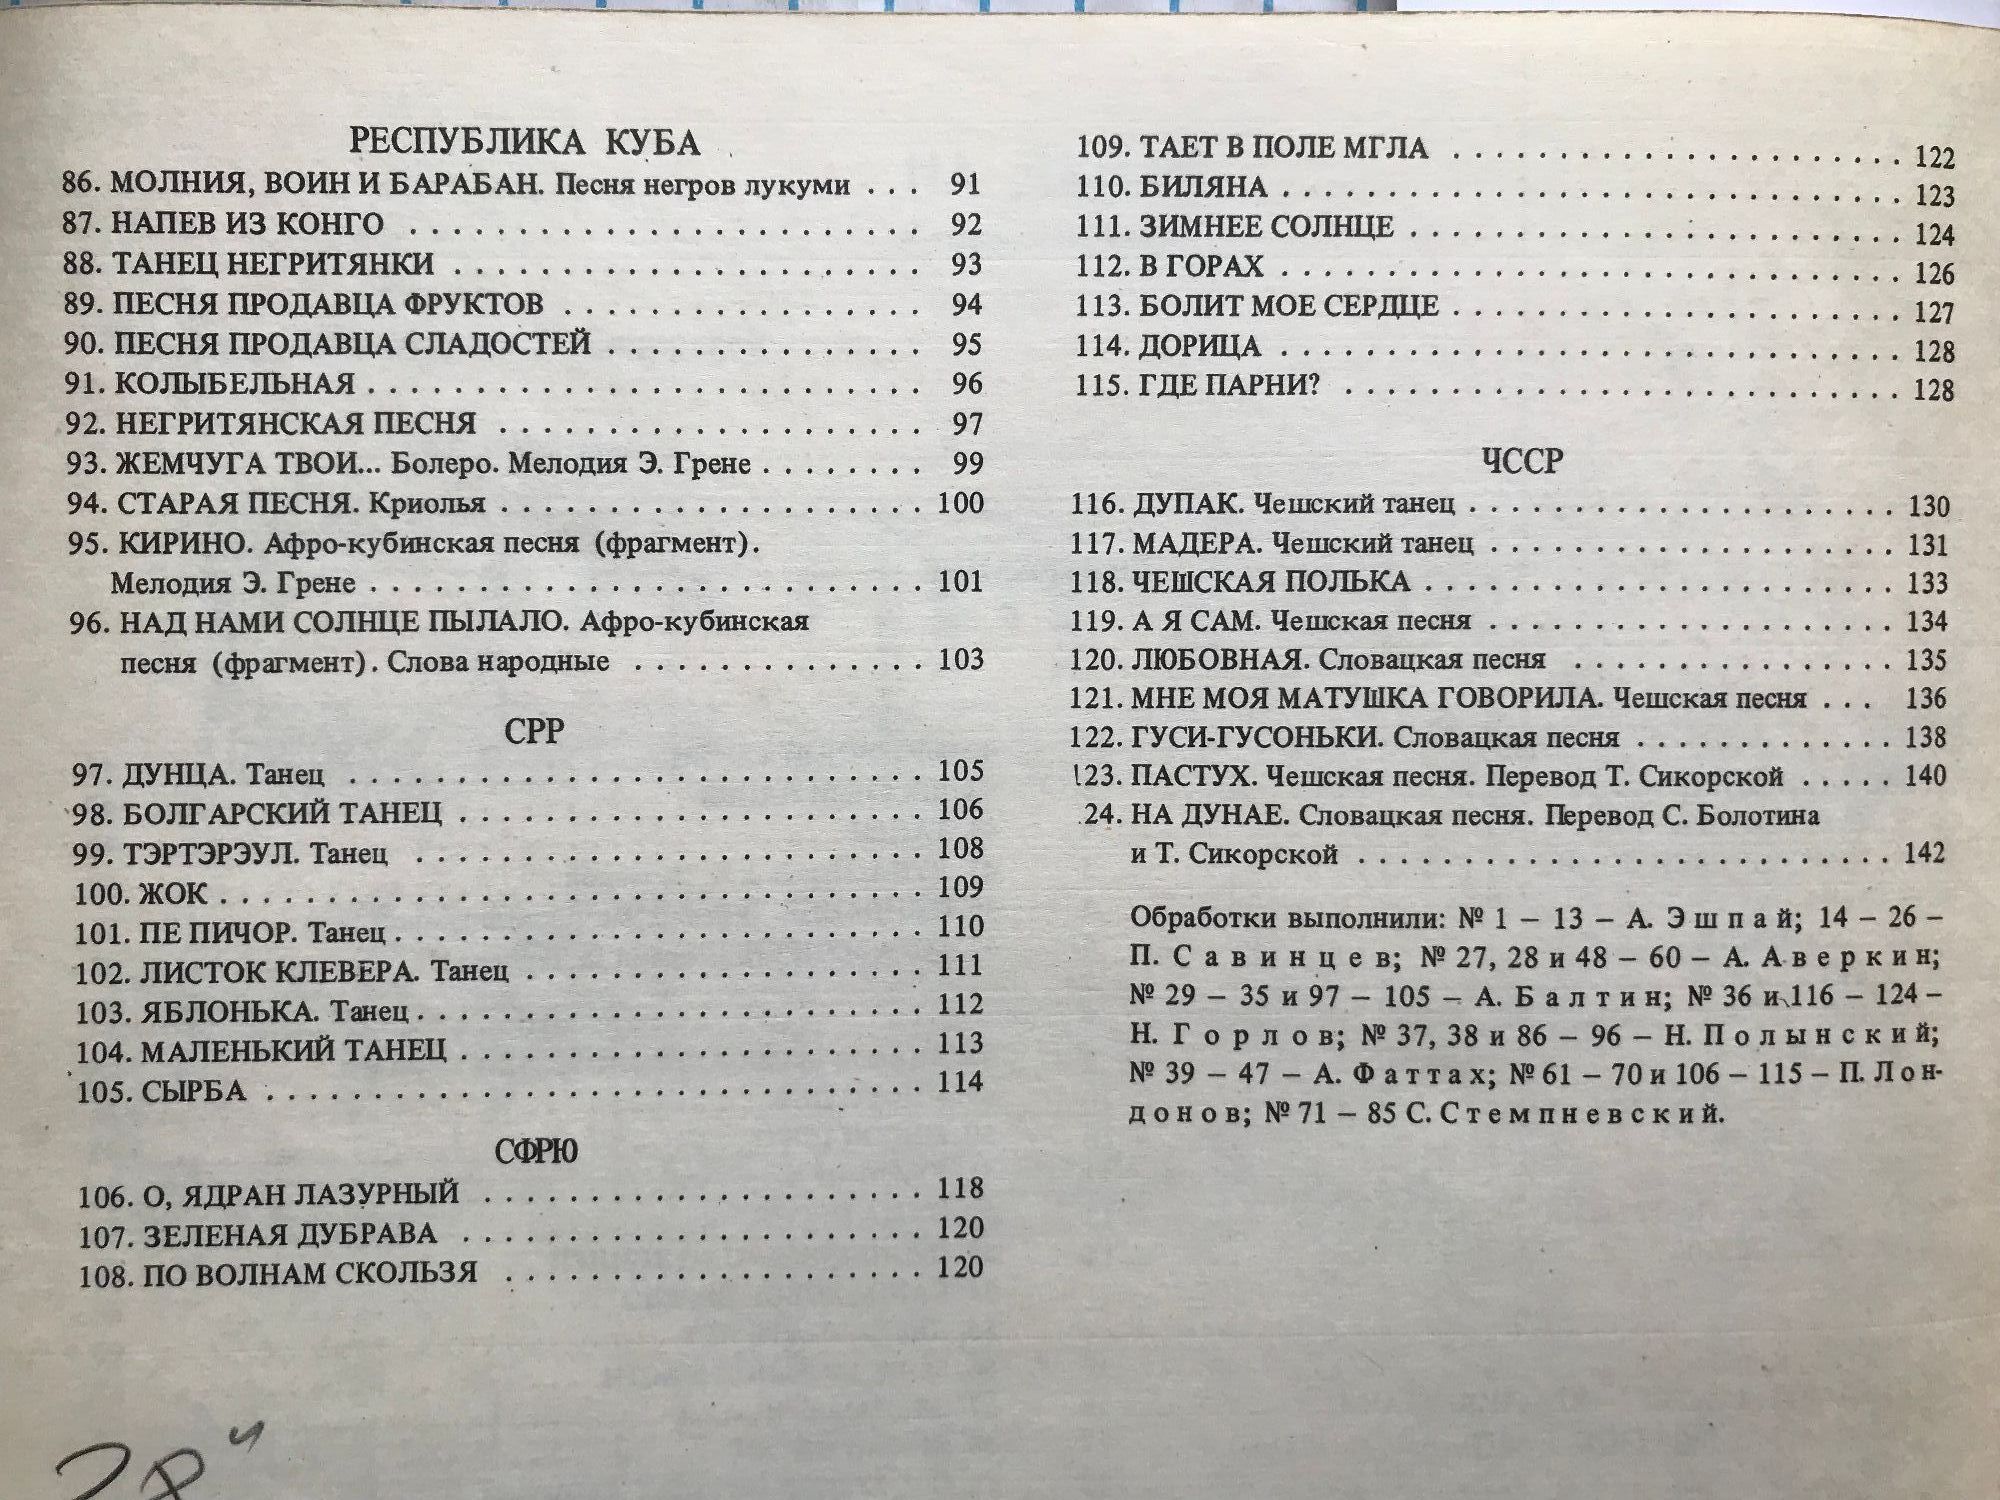 РЕСПУБЛИКА КУБА
86. МОЛНИЯ, ВОИН И БАРАБАН. Песня негров лукуми . . . 91
87. НАПЕВ ИЗ КОНГО . . . . . . . . . . . . . . . . . . . . . . . . 92
88. ТАНЕЦ НЕГРИТЯНКИ . . . . . . . . . . . . . . . . . . . . . . 93
89. ПЕСНЯ ПРОДАВЦА ФРУКТОВ . . . . . . . . . . . . . . . . . 94
90. ПЕСНЯ ПРОДАВЦА СЛАДОСТЕЙ . . . . . . . . . . . . . . . 95
91. КОЛЫБЕЛЬНАЯ . . . . . . . . . . . . . . . . . . . . . . . . . . 96
92. НЕГРИТЯНСКАЯ ПЕСНЯ . . . . . . . . . . . . . . . . . . . . 97
93. ЖЕМЧУГА ТВОИ... Болеро. Мелодия Э. Грене . . . . . . . . 99
94. СТАРАЯ ПЕСНЯ. Криолья . . . . . . . . . . . . . . . . . . . . 100
95. КИРИНО. Афро-кубинская песня (фрагмент).
Мелодия Э. Грене . . . . . . . . . . . . . . . . . . . . . . . . . . 101
96. НАД НАМИ СОЛНЦЕ ПЫЛАЛО. Афро-кубинская
песня (фрагмент). Слова народные . . . . . . . . . . . . . . 103
СРР
97. ДУНЦА. Танец . . . . . . . . . . . . . . . . . . . . . . . . . . . 105
98. БОЛГАРСКИЙ ТАНЕЦ . . . . . . . . . . . . . . . . . . . . . . 106
99. ТЭРТЭРЭУЛ. Танец . . . . . . . . . . . . . . . . . . . . . . . . 108
100. ЖОК . . . . . . . . . . . . . . . . . . . . . . . . . . . . . . . . . 109
101. ПЕ ПИЧОР. Танец . . . . . . . . . . . . . . . . . . . . . . . . . 110
102. ЛИСТОК КЛЕВЕРА. Танец . . . . . . . . . . . . . . . . . . . 111
103. ЯБЛОНЬКА. Танец . . . . . . . . . . . . . . . . . . . . . . . . 112
104. МАЛЕНЬКИЙ ТАНЕЦ . . . . . . . . . . . . . . . . . . . . . . 113
105. СЫРБА . . . . . . . . . . . . . . . . . . . . . . . . . . . . . . . 114
СФРЮ
106. О, ЯДРАН ЛАЗУРНЫЙ . . . . . . . . . . . . . . . . . . . . . 118
107. ЗЕЛЕНАЯ ДУБРАВА . . . . . . . . . . . . . . . . . . . . . . 120
108. ПО ВОЛНАМ СКОЛЬЗЯ . . . . . . . . . . . . . . . . . . . . 120
109. ТАЕТ В ПОЛЕ МГЛА . . . . . . . . . . . . . . . . . . . . . . 122
110. БИЛЯНА . . . . . . . . . . . . . . . . . . . . . . . . . . . . . . 123
111. ЗИМНЕЕ СОЛНЦЕ . . . . . . . . . . . . . . . . . . . . . . . . 124
112. В ГОРАХ . . . . . . . . . . . . . . . . . . . . . . . . . . . . . . 126
113. БОЛИТ МОЕ СЕРДЦЕ . . . . . . . . . . . . . . . . . . . . . . 127
114. ДОРИЦА . . . . . . . . . . . . . . . . . . . . . . . . . . . . . . 128
115. ГДЕ ПАРНИ? . . . . . . . . . . . . . . . . . . . . . . . . . . . 128
ЧССР
116. ДУПАК. Чешский танец . . . . . . . . . . . . . . . . . . . . 130
117. МАДЕРА. Чешский танец . . . . . . . . . . . . . . . . . . . 131
118. ЧЕШСКАЯ ПОЛЬКА . . . . . . . . . . . . . . . . . . . . . . 133
119. А Я САМ. Чешская песня . . . . . . . . . . . . . . . . . . . 134
120. ЛЮБОВНАЯ. Словацкая песня . . . . . . . . . . . . . . . 135
121. МНЕ МОЯ МАТУШКА ГОВОРИЛА. Чешская песня . . . 136
122. ГУСИ-ГУСОНЬКИ. Словацкая песня . . . . . . . . . . . . 138
123. ПАСТУХ. Чешская песня. Перевод Т. Сикорской . . . . . 140
24. НА ДУНАЕ. Словацкая песня. Перевод С. Болотина
и Т. Сикорской . . . . . . . . . . . . . . . . . . . . . . . . . . 142
Обработки выполнили: № 1 – 13 – А. Эшпай; 14 – 26 –
П. Савинцев; № 27, 28 и 48 – 60 – А. Аверкин;
№ 29 – 35 и 97 – 105 – А. Балтин; № 36 и 116 – 124 –
Н. Горлов; № 37, 38 и 86 – 96 – Н. Полынский;
№ 39 – 47 – А. Фаттах; № 61 – 70 и 106 – 115 – П. Лон-
донов; № 71 – 85 С. Стемпневский.